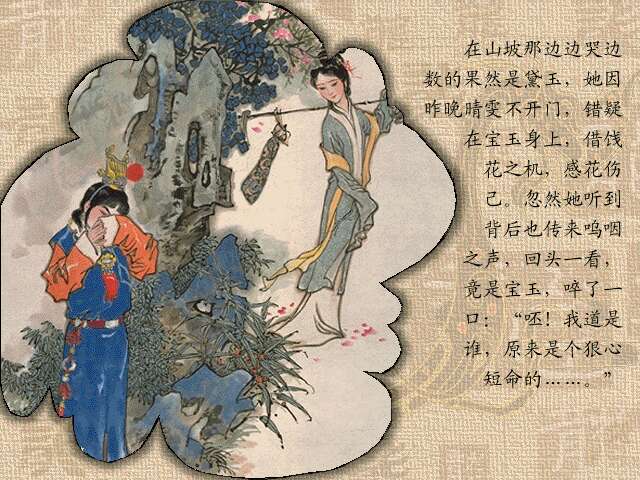 在山坡那边边哭边
数的果然是黛玉，她因
昨晚晴雯不开门，错疑
在宝玉身上，借饯
花之机，感花伤
己。忽然她听到
背后也传来呜咽
之声，回头一看，
竟是宝玉，啐了一
口：“呸！我道是
谁，原来是个狠心
短命的……。”